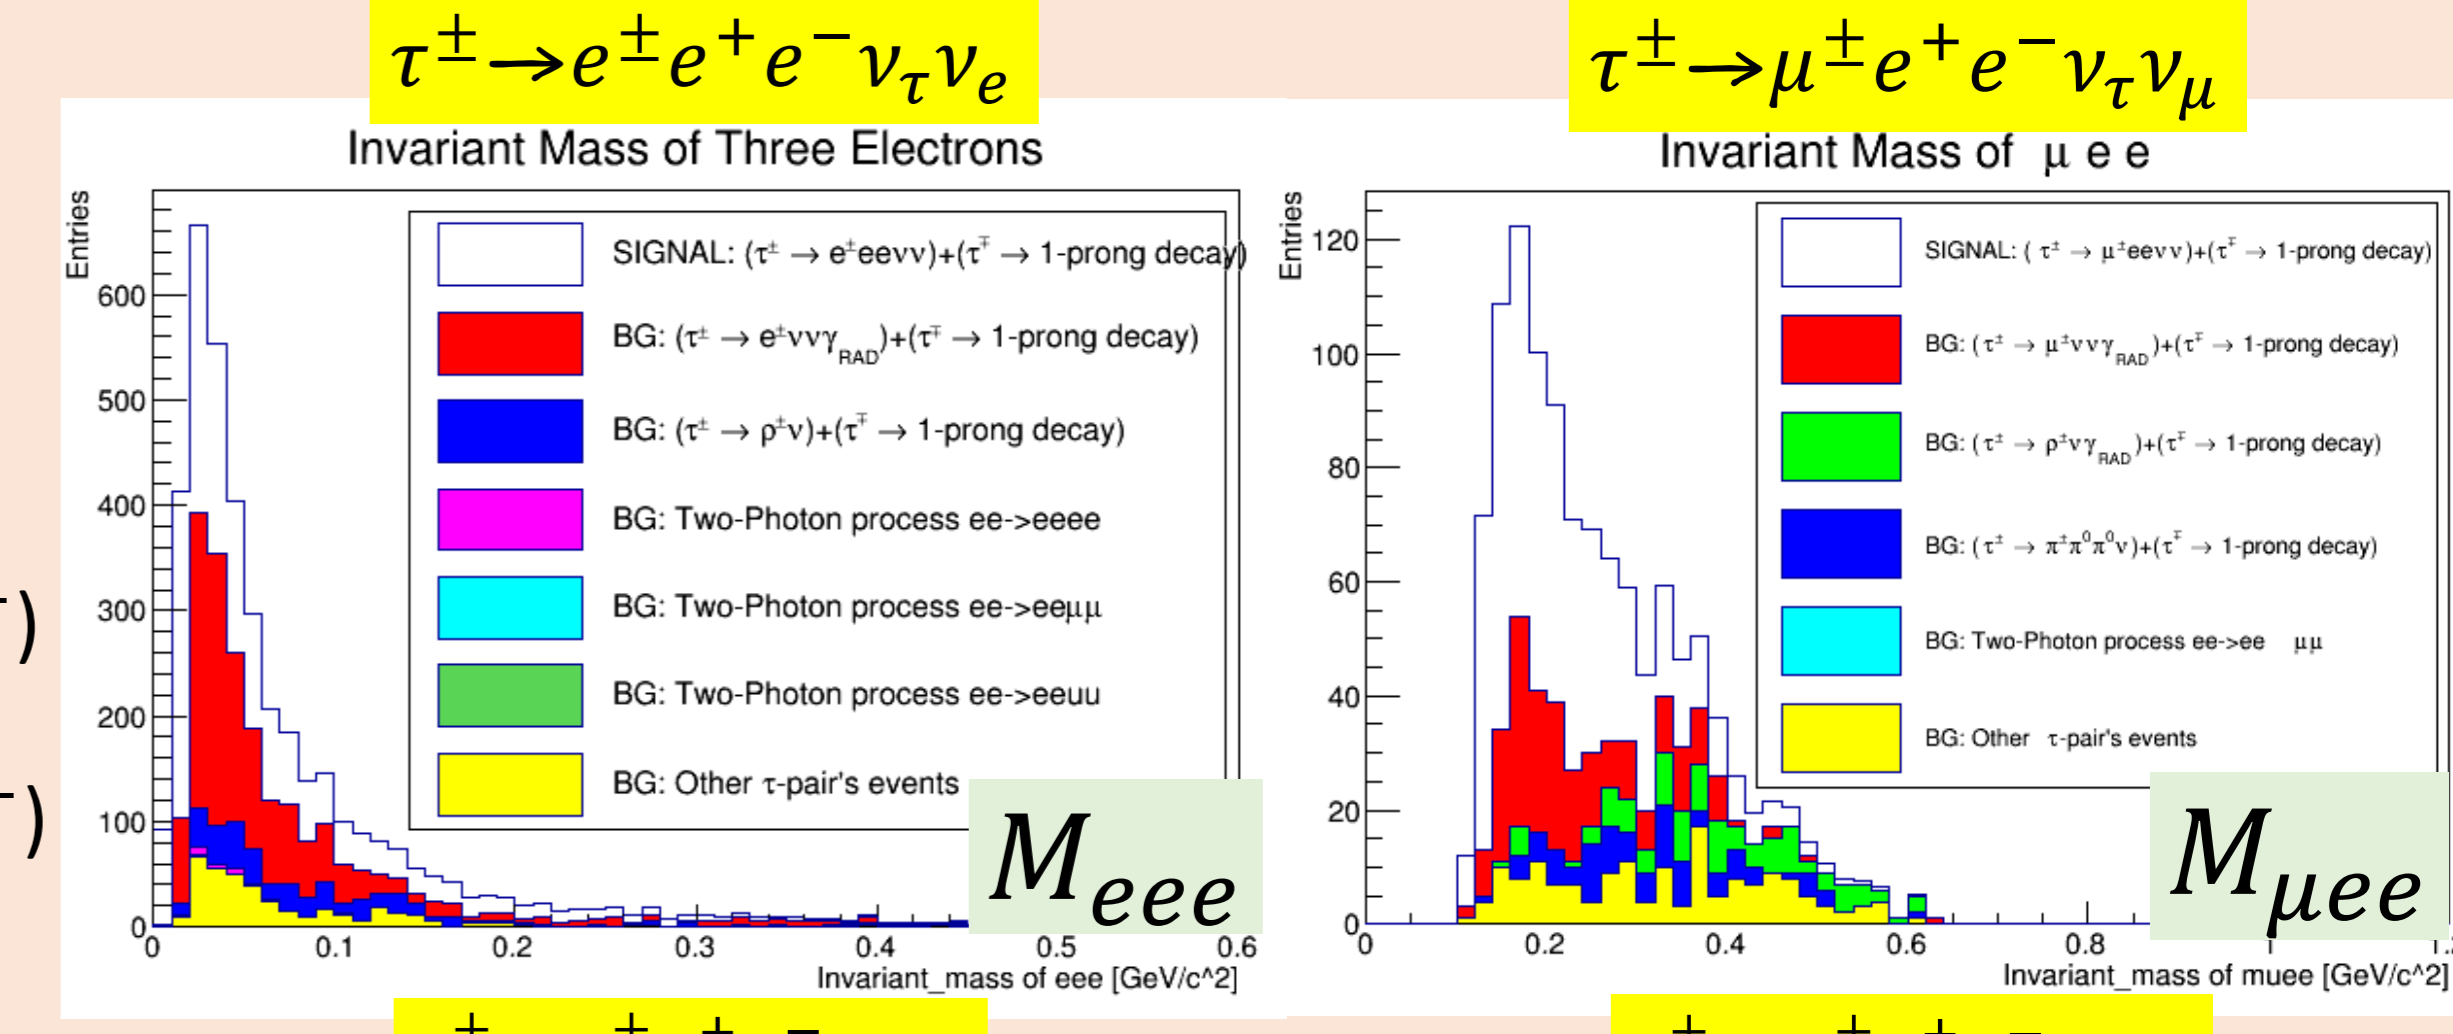 τ± → e±e+e−ντνe
τ± → μ±e+e−ντνμ
Invariant Mass of Three Electrons
Entries
600
500
400
300
200
100
0
0 0.1 0.2 0.3 0.4 0.5 0.6
Invariant_mass of eee [GeV/c^2]
SIGNAL: (τ± → e±eeνν)+(τ∓ → 1-prong decay)
BG: (τ± → e±ννγRAD)+(τ∓ → 1-prong decay)
BG: (τ± → ρ±ν)+(τ∓ → 1-prong decay)
BG: Two-Photon process ee->eeee
BG: Two-Photon process ee->eeμμ
BG: Two-Photon process ee->eeuu
BG: Other τ-pair's events
Meee
Invariant Mass of μ e e
Entries
120
100
80
60
40
20
0
0 0.2 0.4 0.6 0.8
Invariant_mass of muee [GeV/c^2]
SIGNAL: ( τ± → μ±eeνν)+(τ∓ → 1-prong decay)
BG: ( τ± → μ±ννγRAD)+(τ∓ → 1-prong decay)
BG: ( τ± → ρ±νγRAD)+(τ∓ → 1-prong decay)
BG: ( τ± → π±π0π0ν)+(τ∓ → 1-prong decay)
BG: Two-Photon process ee->ee μμ
BG: Other τ-pair's events
Mμee